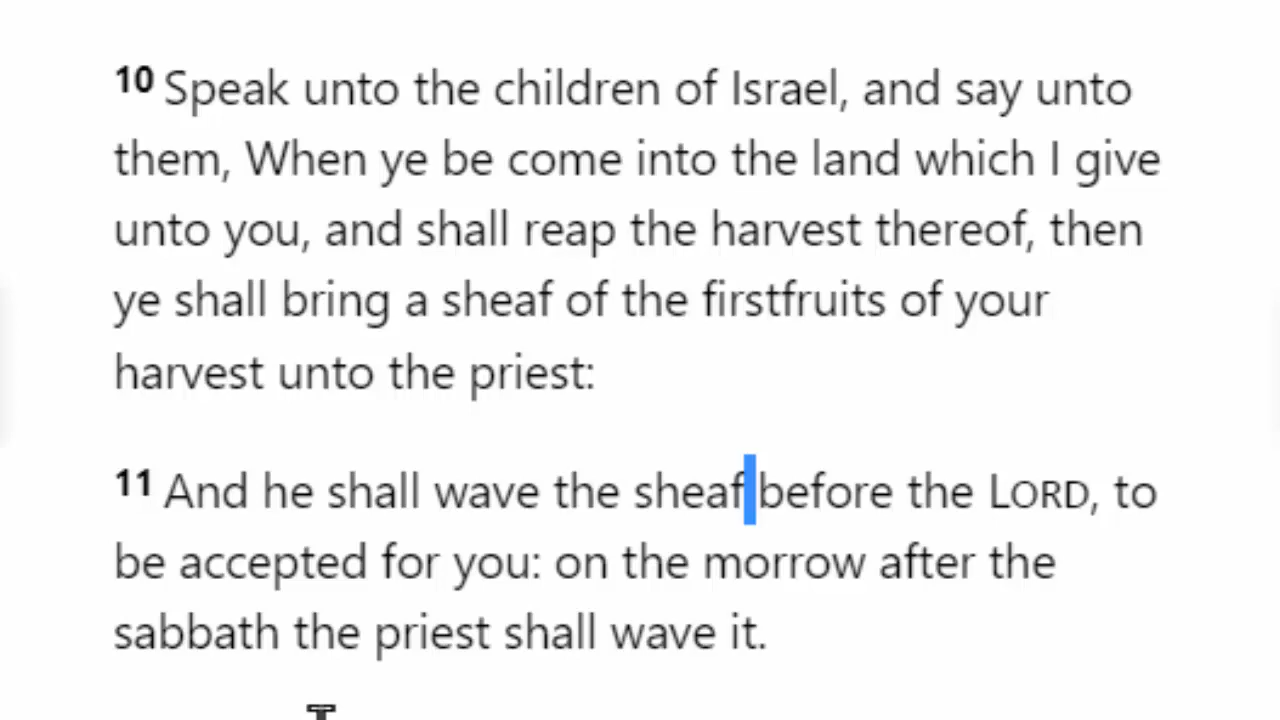 10 Speak unto the children of Israel, and say unto
them, When ye be come into the land which I give
unto you, and shall reap the harvest thereof, then
ye shall bring a sheaf of the firstfruits of your
harvest unto the priest:
11 And he shall wave the sheaf before the LORD, to
be accepted for you: on the morrow after the
sabbath the priest shall wave it.